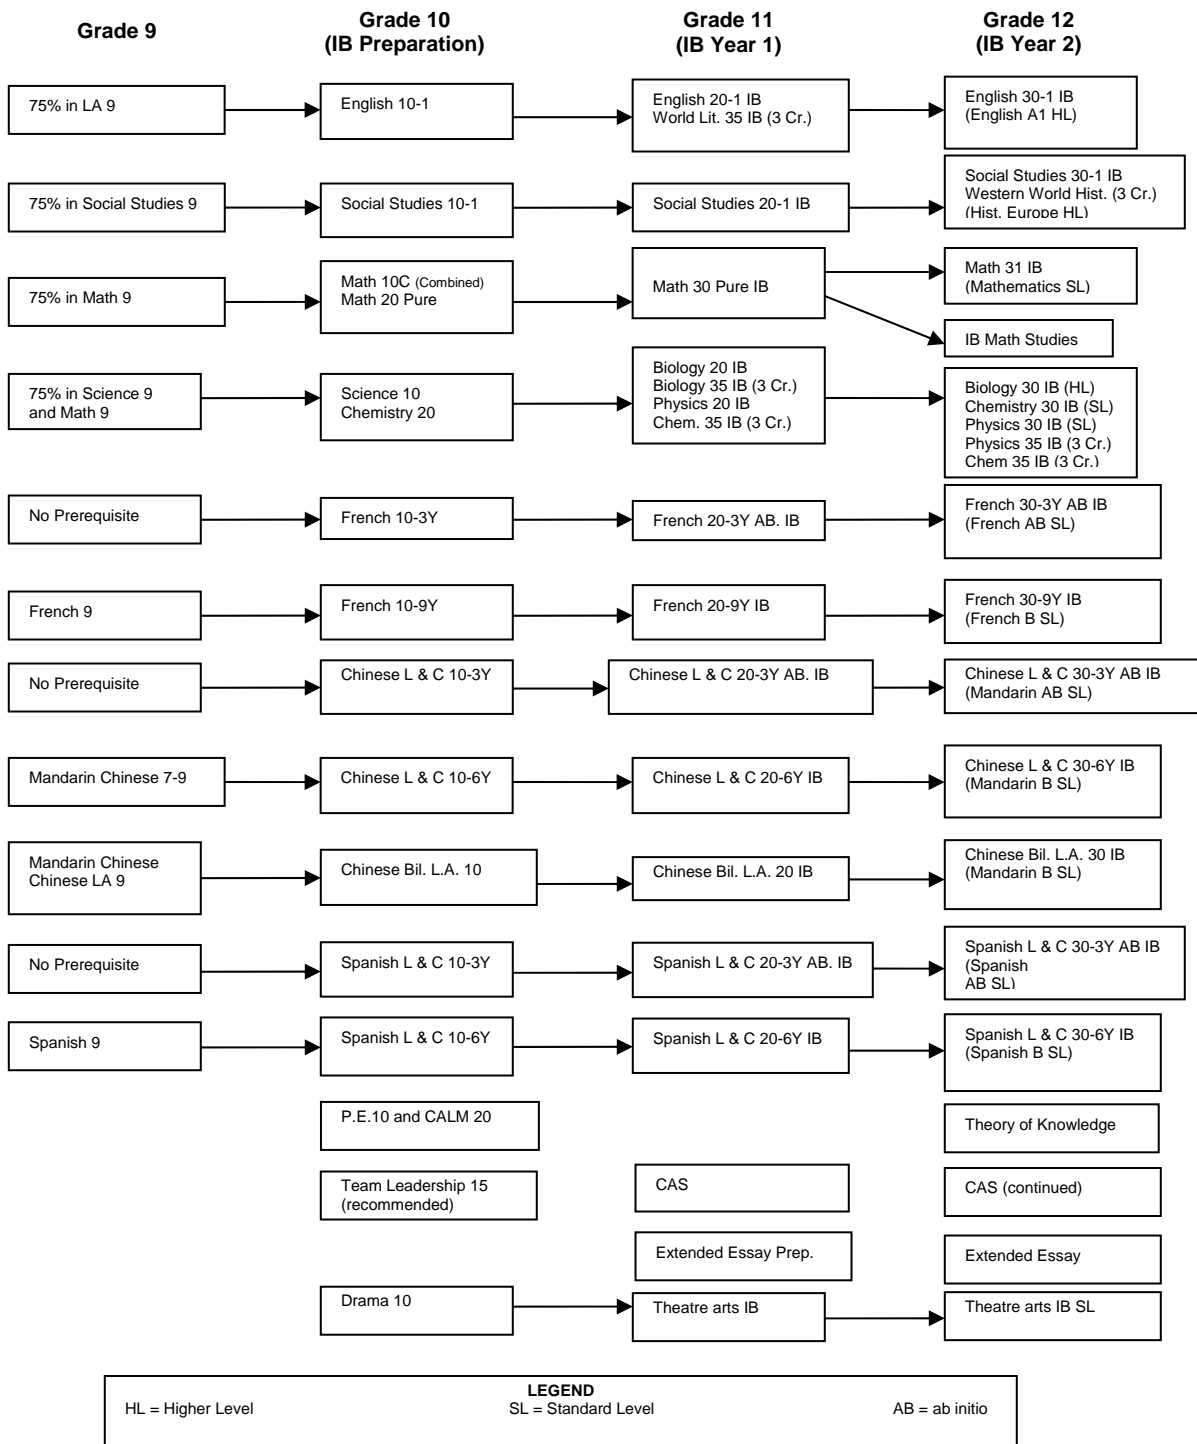 Grade 9
Grade 10
(IB Preparation)
Grade 11
(IB Year 1)
Grade 12
(IB Year 2)
75% in LA 9
English 10-1
English 20-1 IB
World Lit. 35 IB (3 Cr.)
English 30-1 IB
(English A1 HL)
75% in Social Studies 9
Social Studies 10-1
Social Studies 20-1 IB
Social Studies 30-1 IB
Western World Hist. (3 Cr.)
(Hist. Europe HL)
75% in Math 9
Math 10C (Combined)
Math 20 Pure
Math 30 Pure IB
Math 31 IB
(Mathematics SL)
IB Math Studies
75% in Science 9
and Math 9
Science 10
Chemistry 20
Biology 20 IB
Biology 35 IB (3 Cr.)
Physics 20 IB
Chem. 35 IB (3 Cr.)
Biology 30 IB (HL)
Chemistry 30 IB (SL)
Physics 30 IB (SL)
Physics 35 IB (3 Cr.)
Chem 35 IB (3 Cr.)
No Prerequisite
French 10-3Y
French 20-3Y AB. IB
French 30-3Y AB IB
(French AB SL)
French 9
French 10-9Y
French 20-9Y IB
French 30-9Y IB
(French B SL)
No Prerequisite
Chinese L & C 10-3Y
Chinese L & C 20-3Y AB. IB
Chinese L & C 30-3Y AB IB
(Mandarin AB SL)
Mandarin Chinese 7-9
Chinese L & C 10-6Y
Chinese L & C 20-6Y IB
Chinese L & C 30-6Y IB
(Mandarin B SL)
Mandarin Chinese
Chinese LA 9
Chinese Bil. L.A. 10
Chinese Bil. L.A. 20 IB
Chinese Bil. L.A. 30 IB
(Mandarin B SL)
No Prerequisite
Spanish L & C 10-3Y
Spanish L & C 20-3Y AB. IB
Spanish L & C 30-3Y AB IB
(Spanish
AB SL)
Spanish 9
Spanish L & C 10-6Y
Spanish L & C 20-6Y IB
Spanish L & C 30-6Y IB
(Spanish B SL)
P.E.10 and CALM 20
Theory of Knowledge
Team Leadership 15
(recommended)
CAS
CAS (continued)
Extended Essay Prep.
Extended Essay
Drama 10
Theatre arts IB
Theatre arts IB SL
LEGEND
HL = Higher Level
SL = Standard Level
AB = ab initio